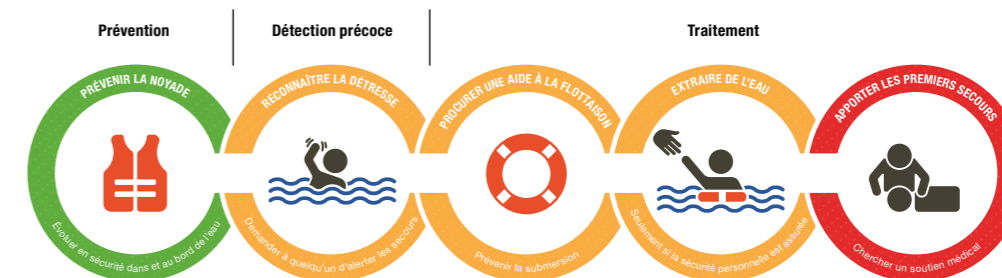 Prévention
Détection précoce
Traitement
PRÉVENIR LA NOYADE
RECONNAÎTRE LA DÉTRESSE
PROCURER UNE AIDE À LA FLOTTAISON
EXTRAIRE DE L'EAU
APPORTER LES PREMIERS SECOURS
Évoluer en sécurité dans et au bord de l'eau
Demander à quelqu'un d'alerter les secours
Prévenir la submersion
Seulement si la sécurité personnelle est assurée
Chercher un soutien médical